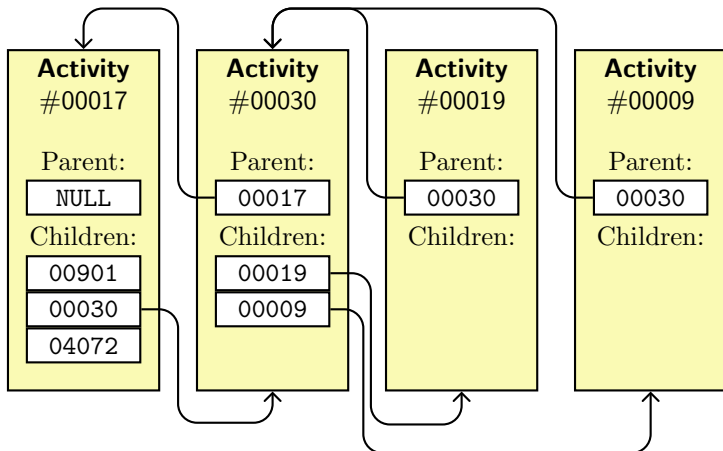 Activity
#00017
Parent:
NULL
Children:
00901
00030
04072
Activity
#00030
Parent:
00017
Children:
00019
00009
Activity
#00019
Parent:
00030
Children:
Activity
#00009
Parent:
00030
Children: